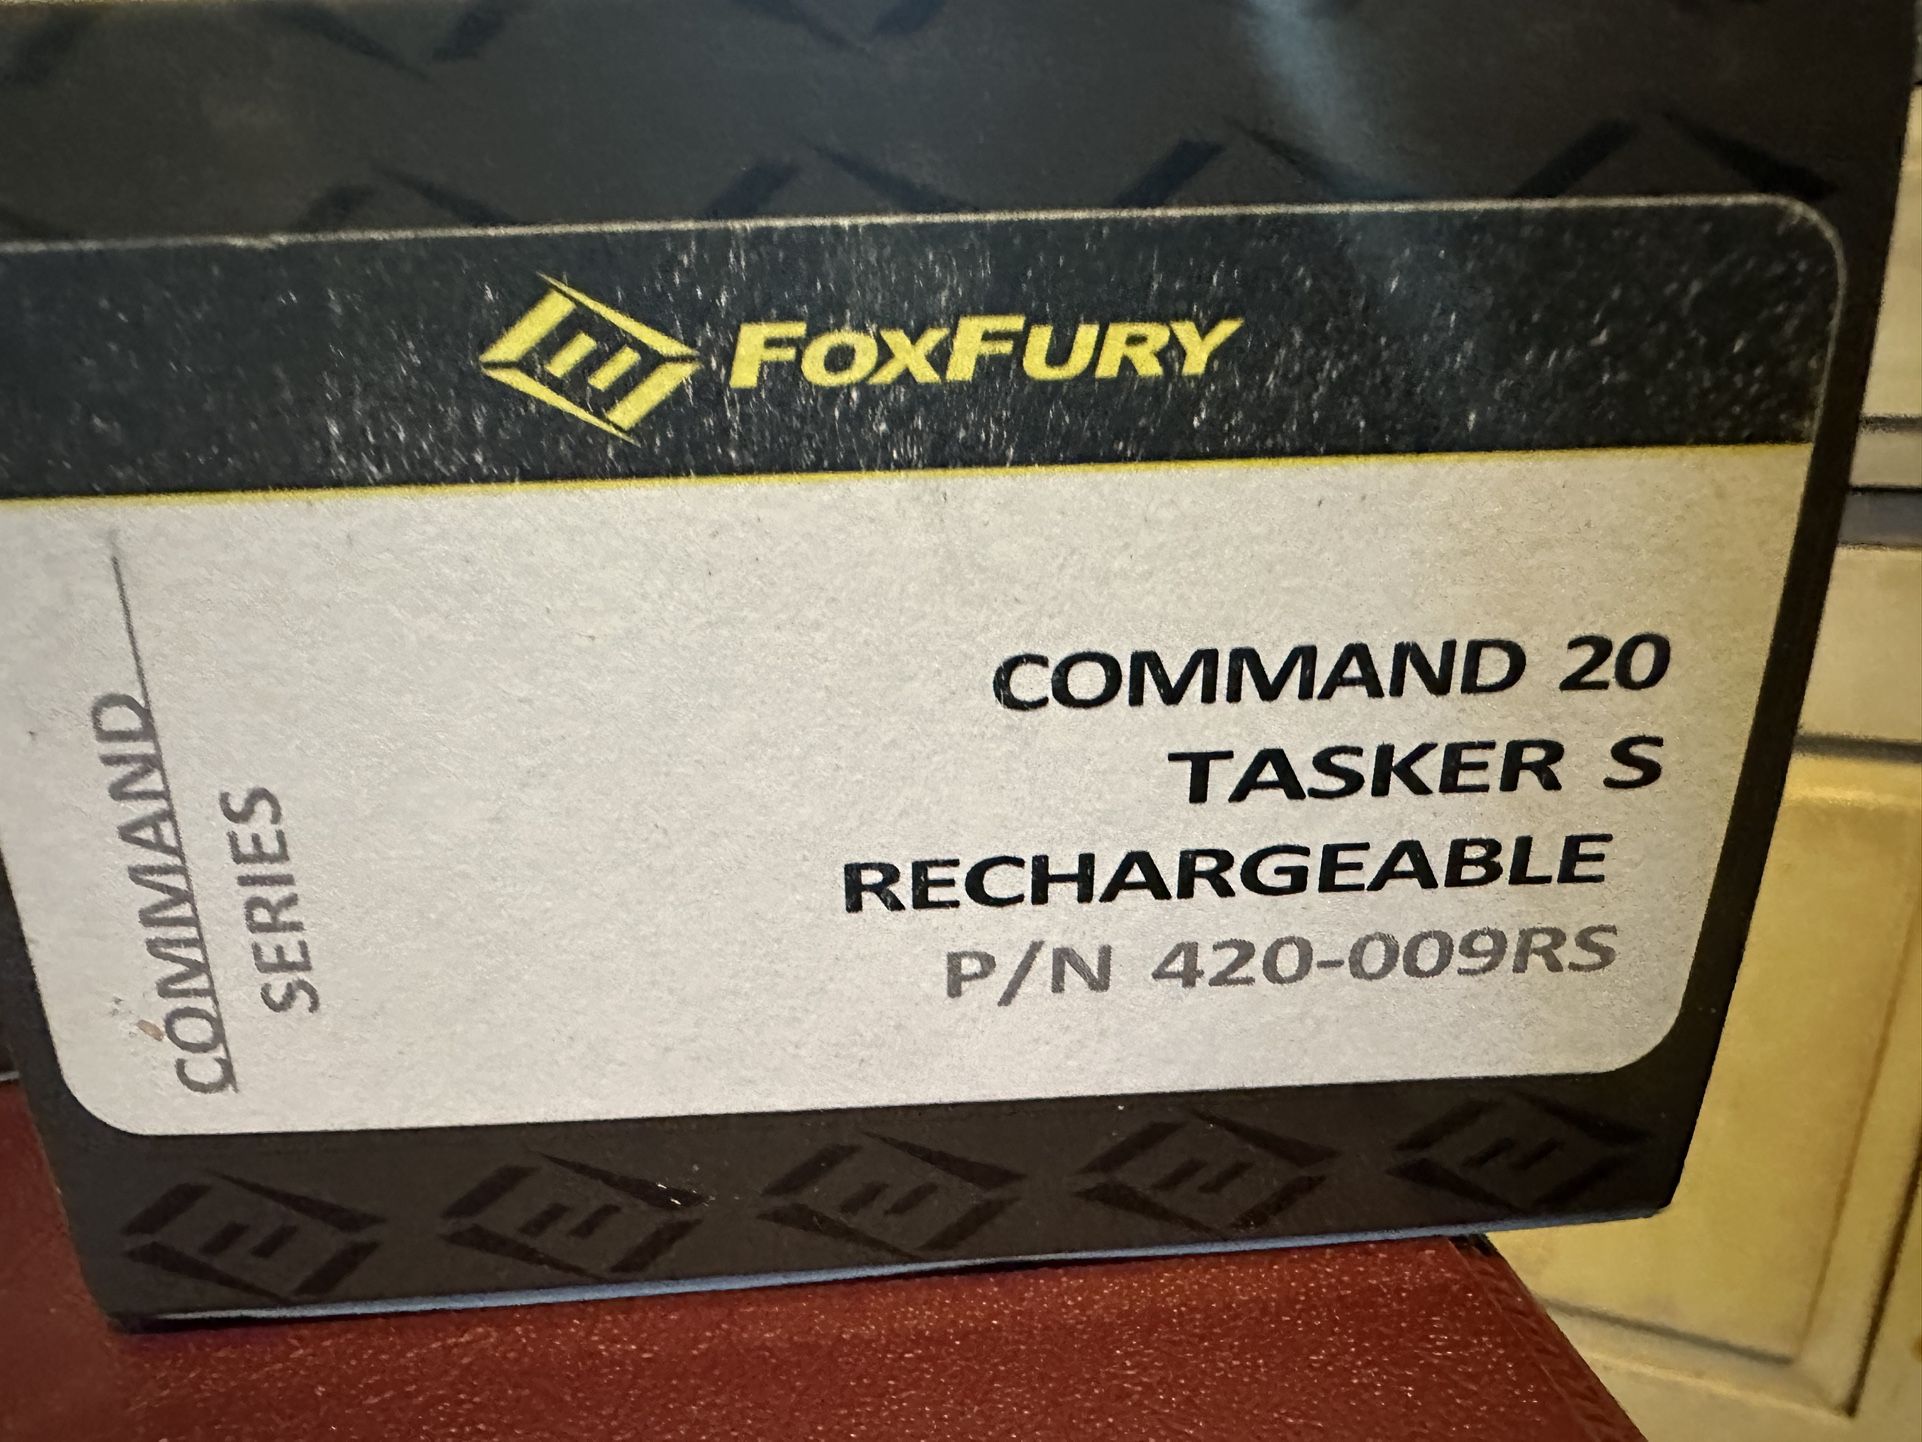 FOXFURY
COMMAND
SERIES
COMMAND 20
TASKER S
RECHARGEABLE
P/N 420-009RS